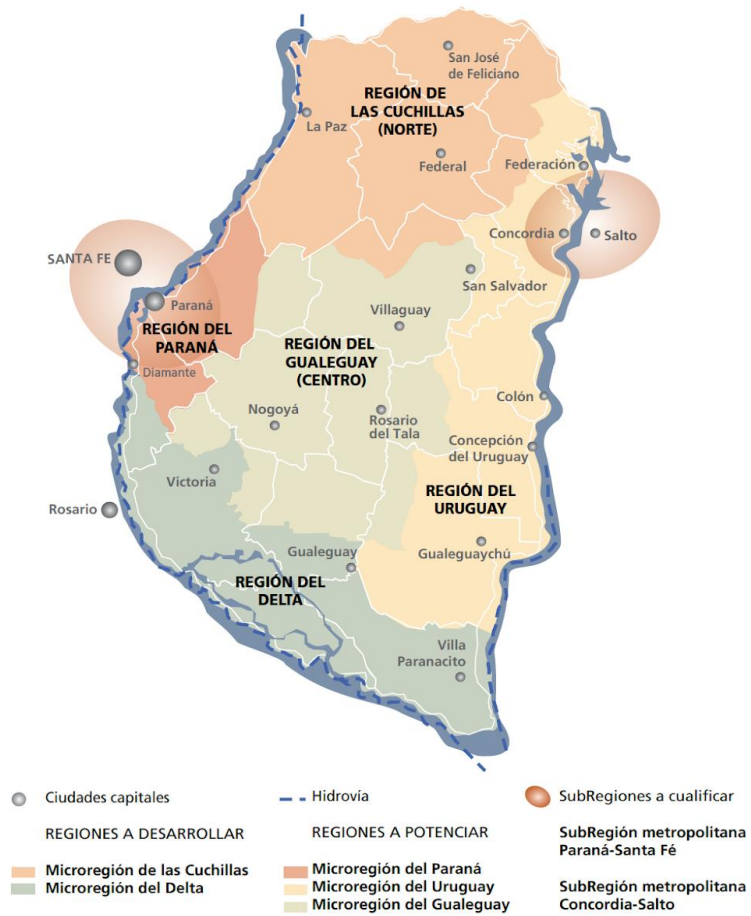 San José
de Feliciano
REGIÓN DE
LAS CUCHILLAS
(NORTE)
La Paz
Federal
Federación
SANTA FE
Concordia
Salto
San Salvador
Paraná
REGIÓN DEL
PARANÁ
Villaguay
REGIÓN DEL
GUALEGUAY
(CENTRO)
Diamante
Colón
Nogoyá
Rosario
del Tala
Concepción
del Uruguay
Victoria
REGIÓN DEL
URUGUAY
Rosario
Gualeguay
Gualeguaychú
REGIÓN DEL
DELTA
Villa
Paranacito
Ciudades capitales
Hidrovía
SubRegiones a cualificar
REGIONES A DESARROLLAR
REGIONES A POTENCIAR
SubRegión metropolitana
Paraná-Santa Fé
Microregión de las Cuchillas
Microregión del Delta
Microregión del Paraná
Microregión del Uruguay
Microregión del Gualeguay
SubRegión metropolitana
Concordia-Salto